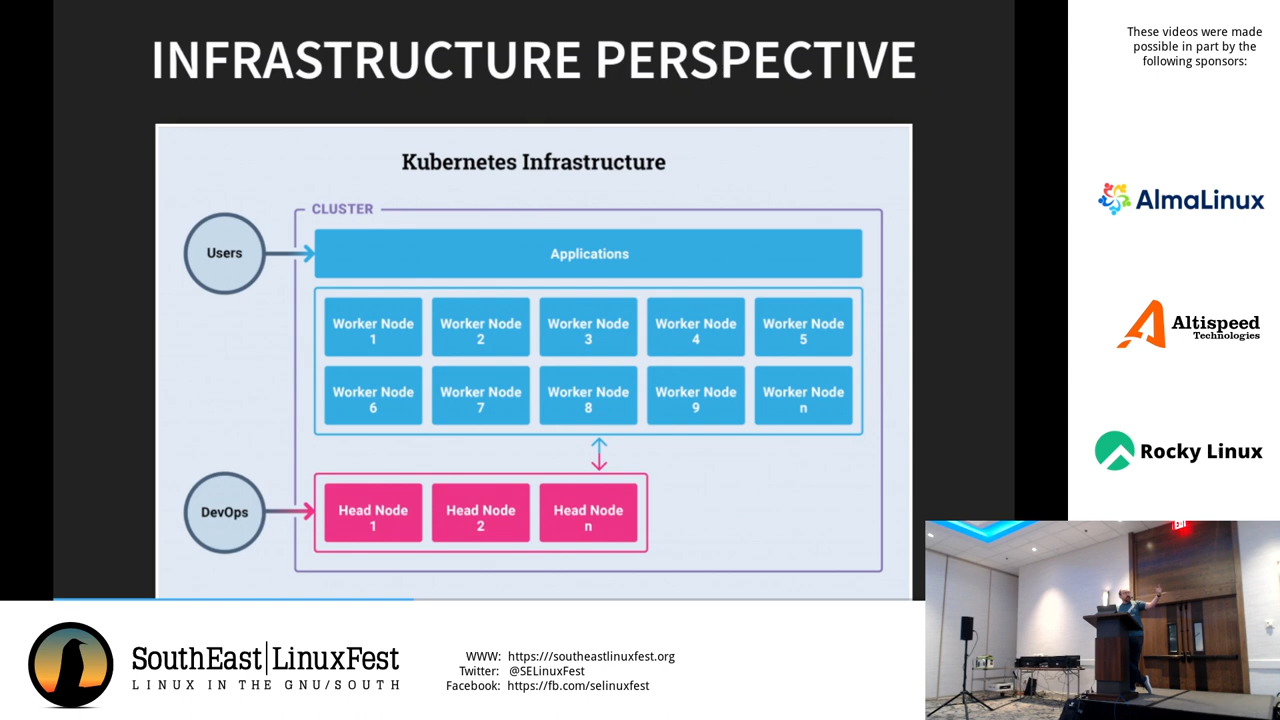 INFRASTRUCTURE PERSPECTIVE
Kubernetes Infrastructure
CLUSTER
Users
Applications
Worker Node
1
Worker Node
2
Worker Node
3
Worker Node
4
Worker Node
5
Worker Node
6
Worker Node
7
Worker Node
8
Worker Node
9
Worker Node
n
DevOps
Head Node
1
Head Node
2
Head Node
n
These videos were made
possible in part by the
following sponsors:
AlmaLinux
Altispeed
Technologies
Rocky Linux
EXIT
SouthEast|LinuxFest
LINUX IN THE GNU/SOUTH
WWW: https:///southeastlinuxfest.org
Twitter: @SELinuxFest
Facebook: https://fb.com/selinuxfest